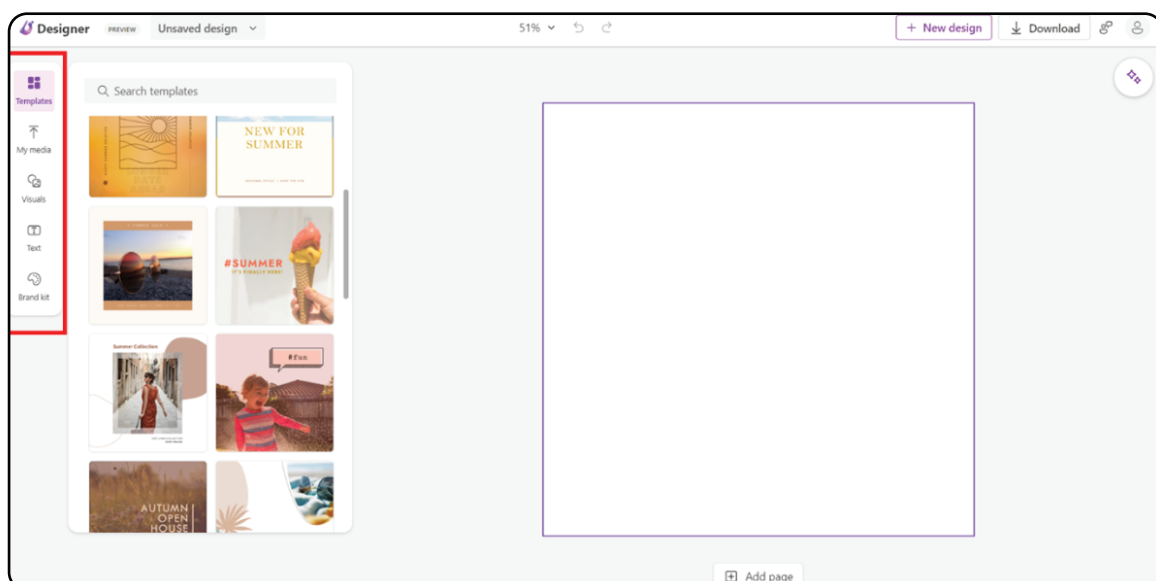 Designer PREVIEW Unsaved design 51% + New design Download
Templates
My media
Visuals
Text
Brand kit
Search templates
NEW FOR
SUMMER
#SUMMER
IT'S FINALLY HERE!
Summer Collection
#fun
AUTUMN
OPEN
HOUSE
Add page